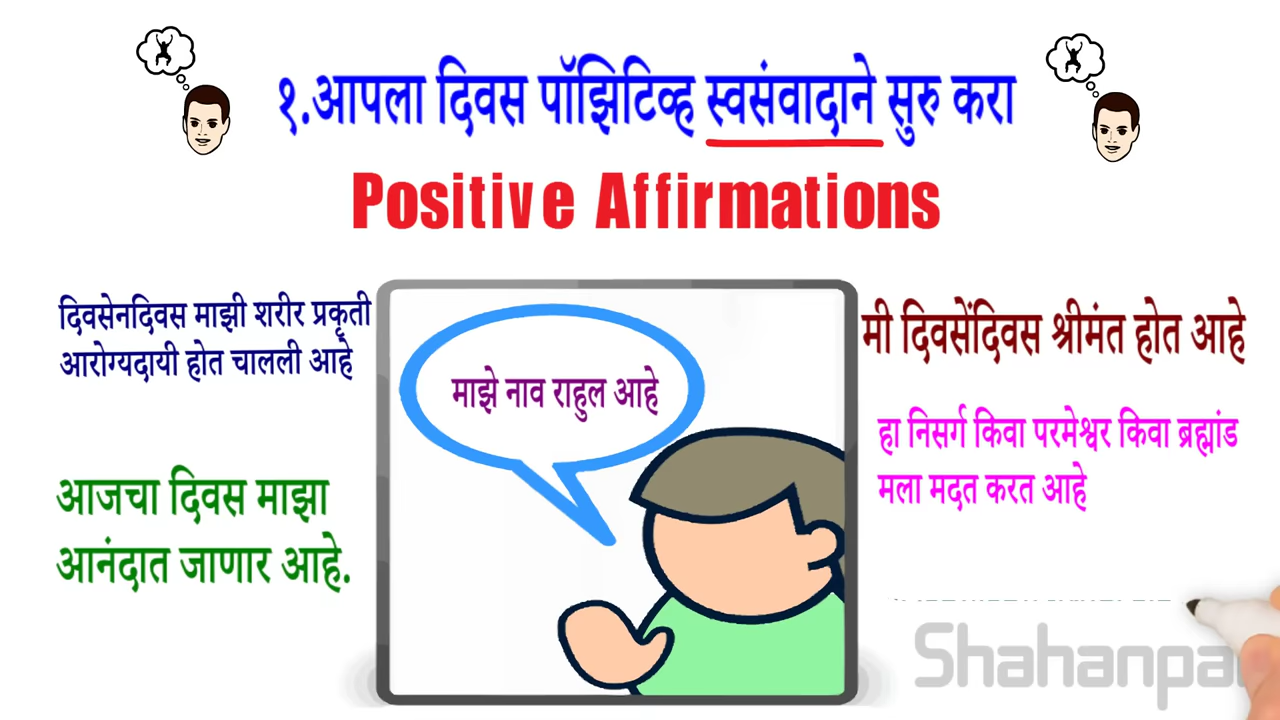 १.आपला दिवस पॉझिटिव्ह स्वसंवादाने सुरु करा
Positive Affirmations
दिवसेनदिवस माझी शरीर प्रकृती
आरोग्यदायी होत चालली आहे
आजचा दिवस माझा
आनंदात जाणार आहे.
माझे नाव राहुल आहे
मी दिवसेंदिवस श्रीमंत होत आहे
हा निसर्ग किवा परमेश्वर किवा ब्रह्मांड
मला मदत करत आहे